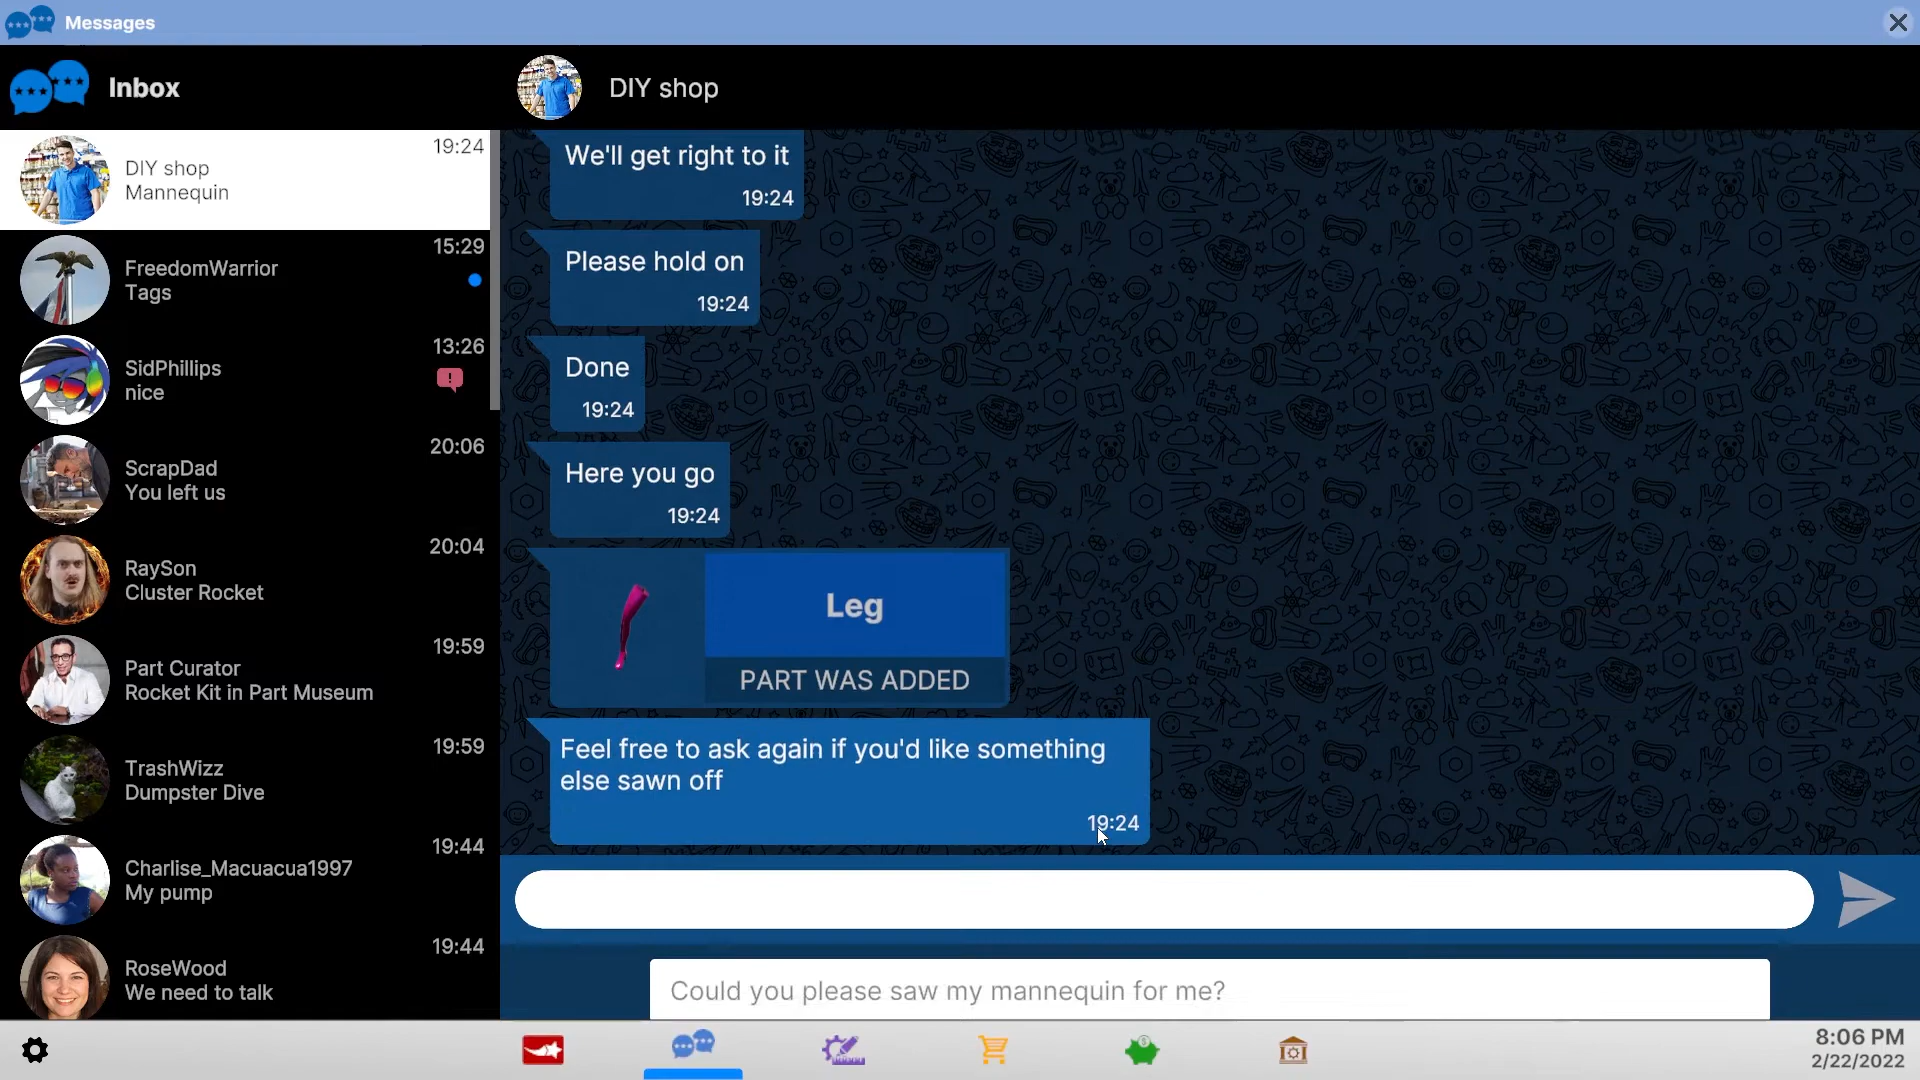 Messages
Inbox
DIY shop
19:24
DIY shop
Mannequin
15:29
FreedomWarrior
Tags
13:26
SidPhillips
nice
20:06
ScrapDad
You left us
20:04
RaySon
Cluster Rocket
19:59
Part Curator
Rocket Kit in Part Museum
19:59
TrashWizz
Dumpster Dive
19:44
Charlise_Macuacua1997
My pump
19:44
RoseWood
We need to talk
We'll get right to it
19:24
Please hold on
19:24
Done
19:24
Here you go
19:24
Leg
PART WAS ADDED
Feel free to ask again if you'd like something
else sawn off
19:24
Could you please saw my mannequin for me?
8:06 PM
2/22/2022